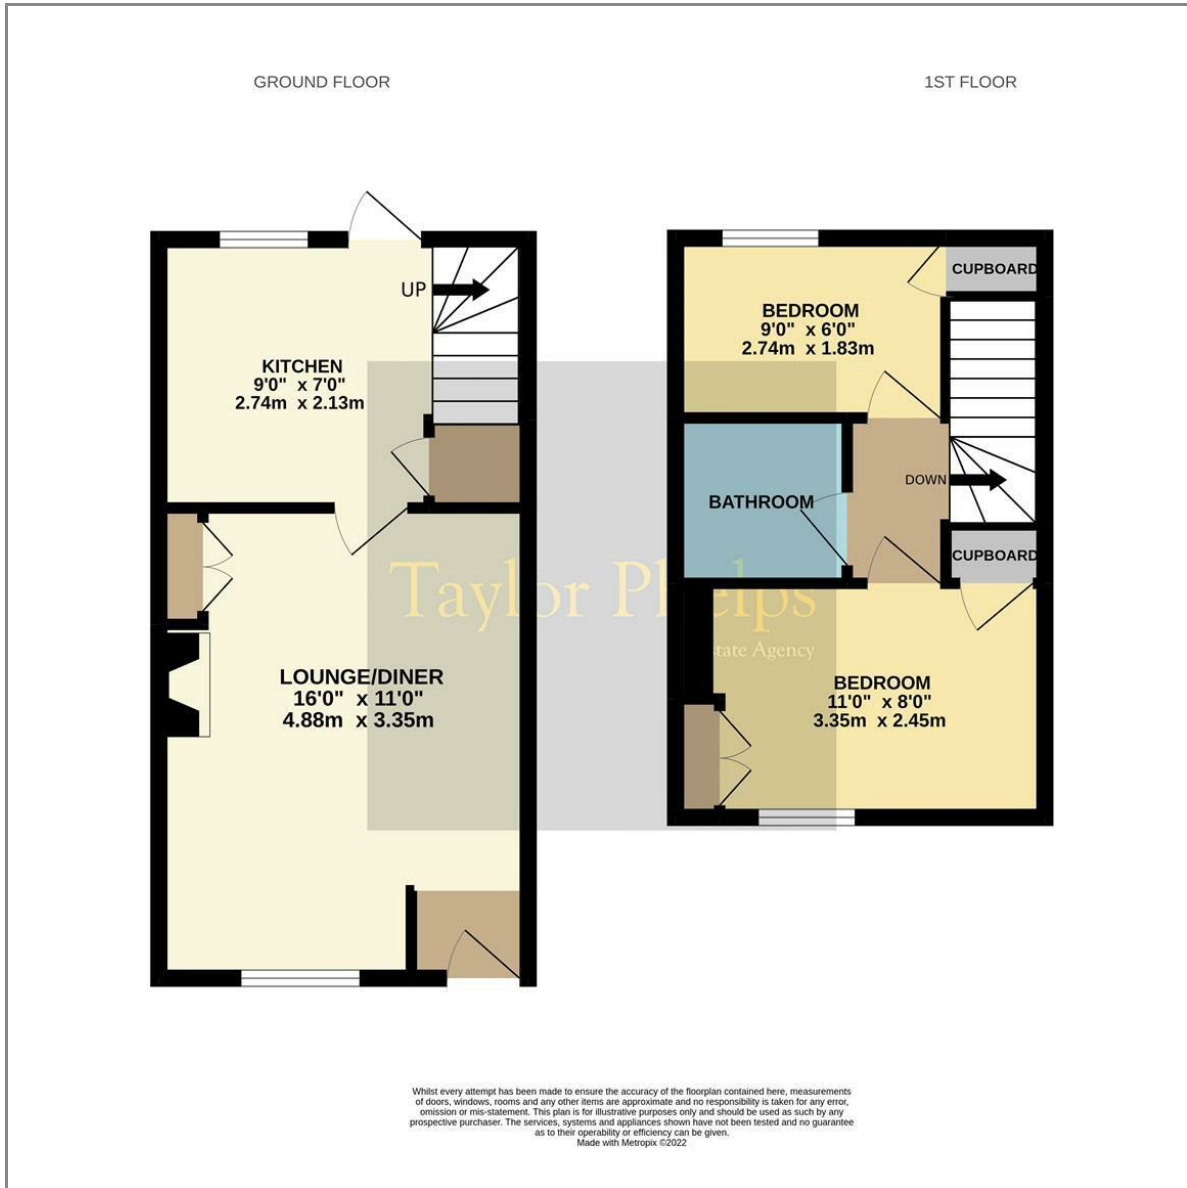 GROUND FLOOR
1ST FLOOR
UP
KITCHEN
9'0" x 7'0"
2.74m x 2.13m
LOUNGE/DINER
16'0" x 11'0"
4.88m x 3.35m
CUPBOARD
BEDROOM
9'0" x 6'0"
2.74m x 1.83m
BATHROOM
DOWN
CUPBOARD
BEDROOM
11'0" x 8'0"
3.35m x 2.45m
Taylor Phelps
Estate Agency
Whilst every attempt has been made to ensure the accuracy of the floorplan contained here, measurements
of doors, windows, rooms and any other items are approximate and no responsibility is taken for any error,
omission or mis-statement. This plan is for illustrative purposes only and should be used as such by any
prospective purchaser. The services, systems and appliances shown have not been tested and no guarantee
as to their operability or efficiency can be given.
Made with Metropix ©2022